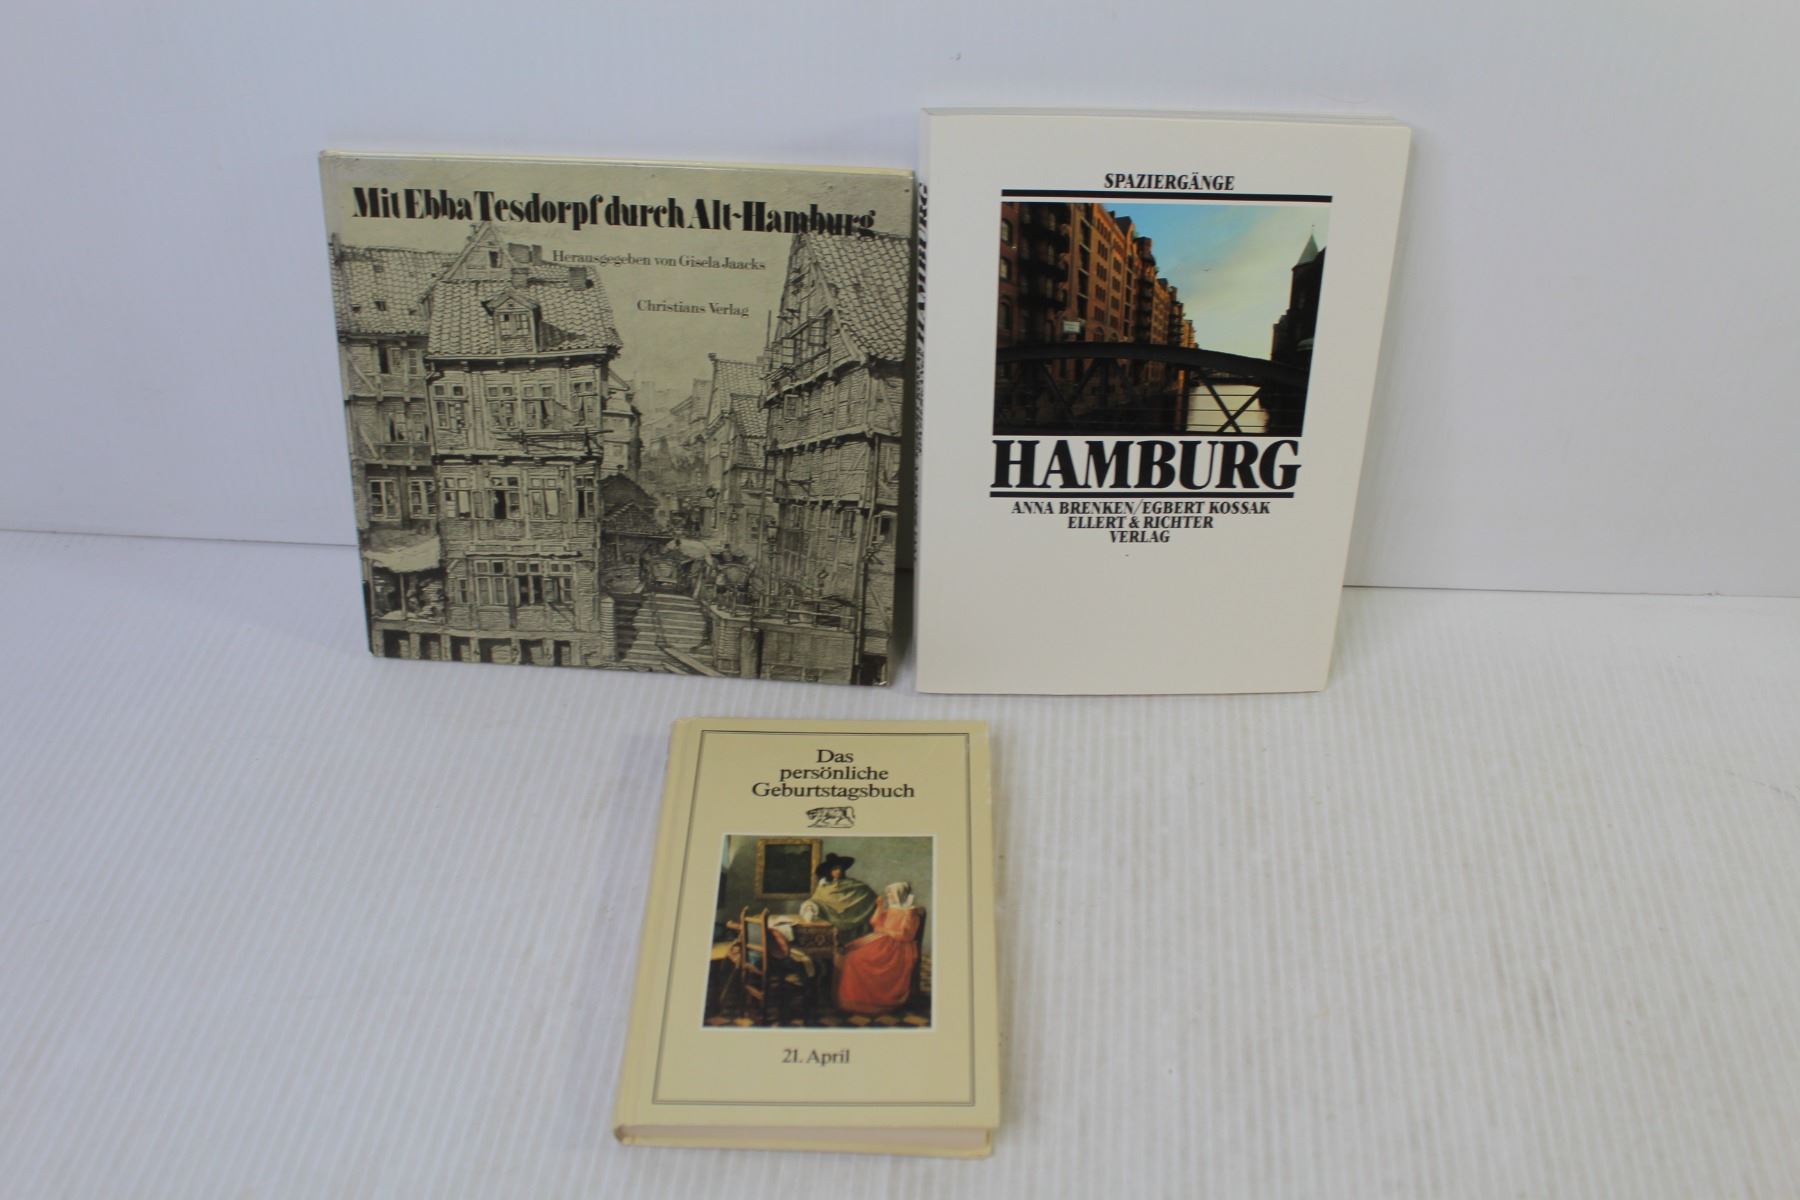 Mit Ebba Tesdorpf durch Alt-Hamburg
Herausgegeben von Gisela Jaacks
Christians Verlag
HAMBURG
SPAZIERGÄNGE
HAMBURG
ANNA BRENKEN/EGBERT KOSSAK
ELLERT & RICHTER
VERLAG
Das
persönliche
Geburtstagsbuch
21. April